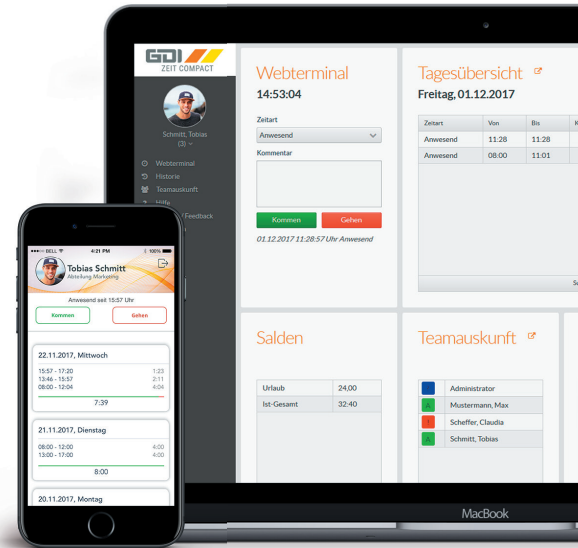 GDI
ZEIT COMPACT
Schmitt, Tobias
(3)
Webterminal
Historie
Teamauskunft
Hilfe
/ Feedback
Webterminal
14:53:04
Zeitart
Anwesend
Kommentar
Kommen Gehen
01.12.2017 11:28:57 Uhr Anwesend
Tagesübersicht
Freitag, 01.12.2017
Zeitart Von Bis K
Anwesend 11:28 11:28
Anwesend 08:00 11:01
Salden
Urlaub 24,00
Ist-Gesamt 32:40
Teamauskunft
Administrator
A Mustermann, Max
Scheffer, Claudia
A Schmitt, Tobias
MacBook
BELL 4:21 PM 100%
Tobias Schmitt
Abteilung Marketing
Anwesend seit 15:57 Uhr
Kommen Gehen
22.11.2017, Mittwoch
15:57 - 17:20 1:23
13:46 - 15:57 2:11
08:00 - 12:04 4:04
7:39
21.11.2017, Dienstag
08:00 - 12:00 4:00
13:00 - 17:00 4:00
8:00
20.11.2017, Montag